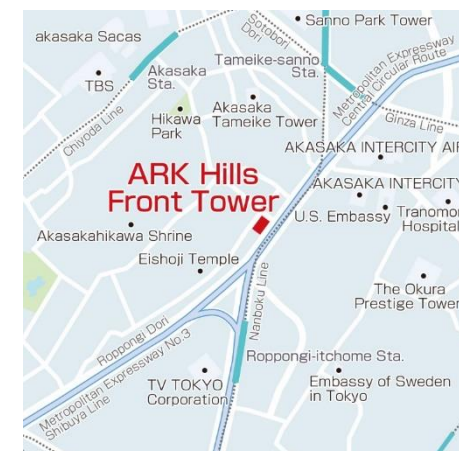 Sanno Park Tower
akasaka Sacas
Sotobori
Dori
Tameike-sanno
Sta.
Metropolitan Expressway
Central Circular Route
TBS
Akasaka
Sta.
Chiyoda Line
Hikawa
Park
Akasaka
Tameike Tower
Ginza Line
AKASAKA INTERCITY AI
ARK Hills
Front Tower
AKASAKA INTERCITY
U.S. Embassy
Tranomon
Hospital
Akasakahikawa Shrine
Eishoji Temple
Nanboku Line
The Okura
Prestige Tower
Roppongi Dori
Metropolitan Expressway No.3
Shibuya Line
Roppongi-itchome Sta.
TV TOKYO
Corporation
Embassy of Sweden
in Tokyo